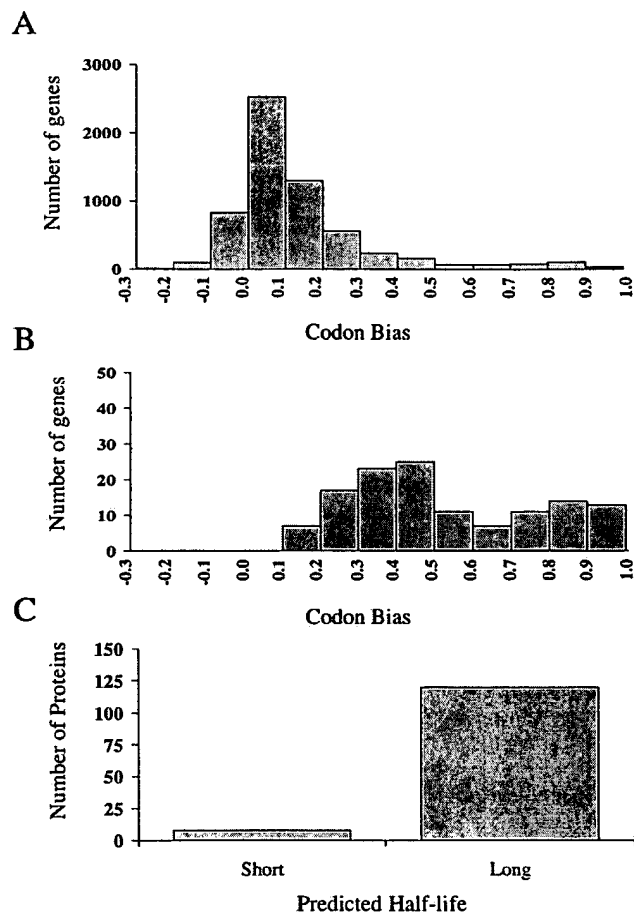 A
Number of genes
3000
2000
1000
0
-0.3 -0.2 -0.1 0.0 0.1 0.2 0.3 0.4 0.5 0.6 0.7 0.8 0.9 1.0
Codon Bias
B
Number of genes
50
40
30
20
10
0
-0.3 -0.2 -0.1 0.0 0.1 0.2 0.3 0.4 0.5 0.6 0.7 0.8 0.9 1.0
Codon Bias
C
Number of Proteins
150
125
100
75
50
25
0
Short Long
Predicted Half-life